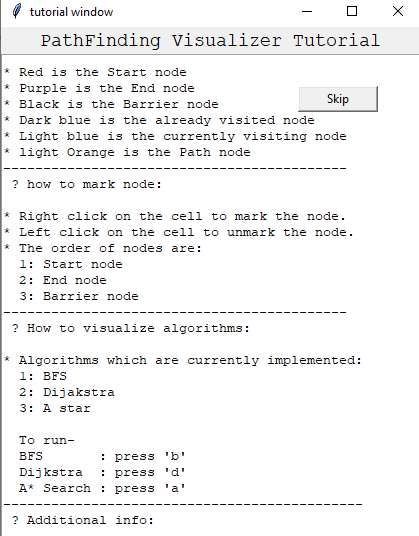 tutorial window
PathFinding Visualizer Tutorial
* Red is the Start node
* Purple is the End node
Skip
* Black is the Barrier node
* Dark blue is the already visited node
* Light blue is the currently visiting node
* light Orange is the Path node
-------------------------------------------
? how to mark node:
* Right click on the cell to mark the node.
* Left click on the cell to unmark the node.
* The order of nodes are:
1: Start node
2: End node
3: Barrier node
-------------------------------------------
? How to visualize algorithms:
* Algorithms which are currently implemented:
1: BFS
2: Dijakstra
3: A star
To run-
BFS       : press 'b'
Dijkstra  : press 'd'
A* Search : press 'a'
---------------------------------------------
? Additional info: